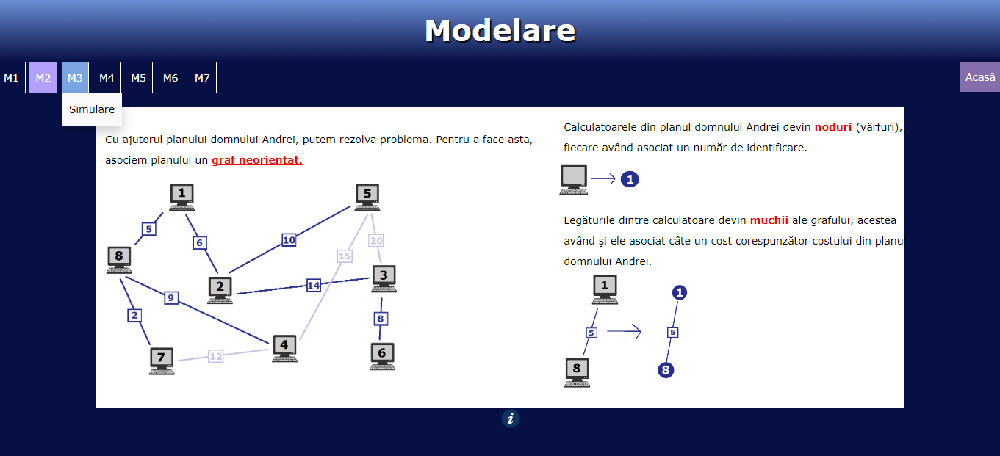 Modelare
M1 M2 M3 M4 M5 M6 M7 Acasă
Simulare
Cu ajutorul planului domnului Andrei, putem rezolva problema. Pentru a face asta,
asociem planului un graf neorientat.
1
5
5
6
10
20
8
15
2
3
14
9
2
8
4
7
12
6
Calculatoarele din planul domnului Andrei devin noduri (vârfuri),
fiecare având asociat un număr de identificare.
1
Legăturile dintre calculatoare devin muchii ale grafului, acestea
având şi ele asociat câte un cost corespunzător costului din planu
domnului Andrei.
1
1
5
5
8
8
i